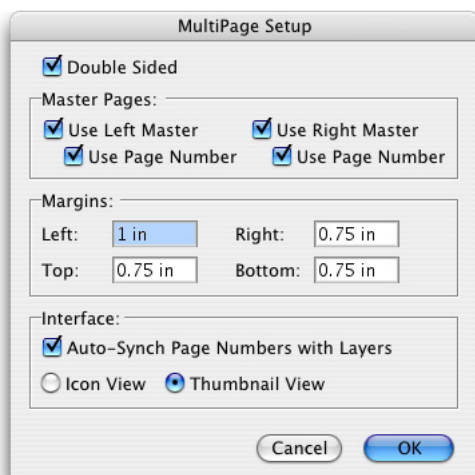 MultiPage Setup
Double Sided
Master Pages:
Use Left Master
Use Right Master
Use Page Number
Use Page Number
Margins:
Left: 1 in Right: 0.75 in
Top: 0.75 in Bottom: 0.75 in
Interface:
Auto-Synch Page Numbers with Layers
Icon View Thumbnail View
Cancel OK